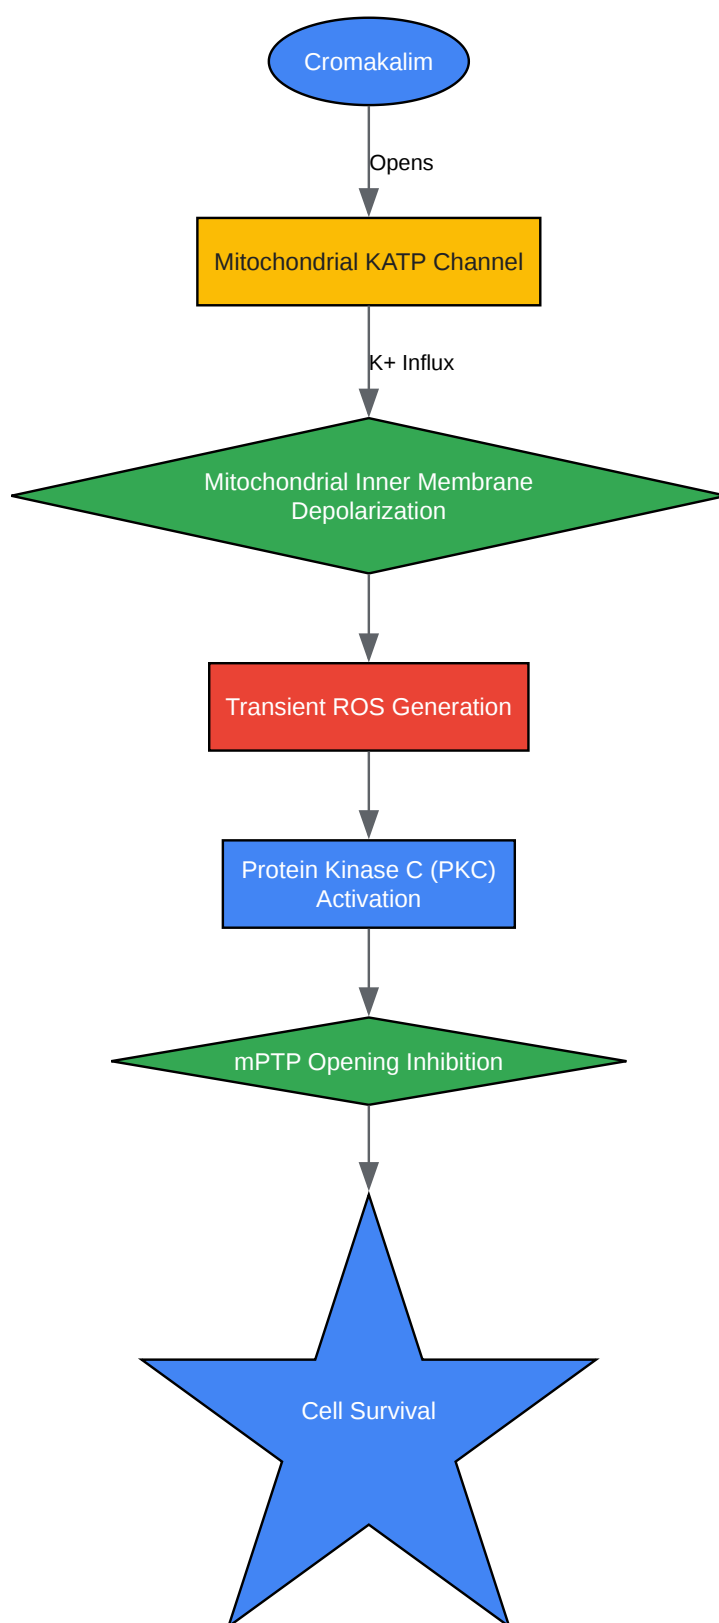 Cromakalim
Opens
Mitochondrial KATP Channel
K+ Influx
Mitochondrial Inner Membrane
Depolarization
Transient ROS Generation
Protein Kinase C (PKC)
Activation
mPTP Opening Inhibition
Cell Survival